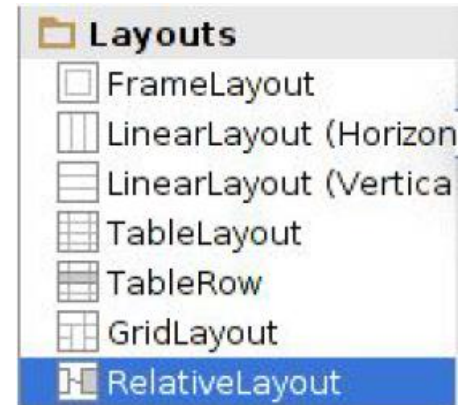 Layouts
FrameLayout
LinearLayout (Horizon
LinearLayout (Vertica
TableLayout
TableRow
GridLayout
RelativeLayout